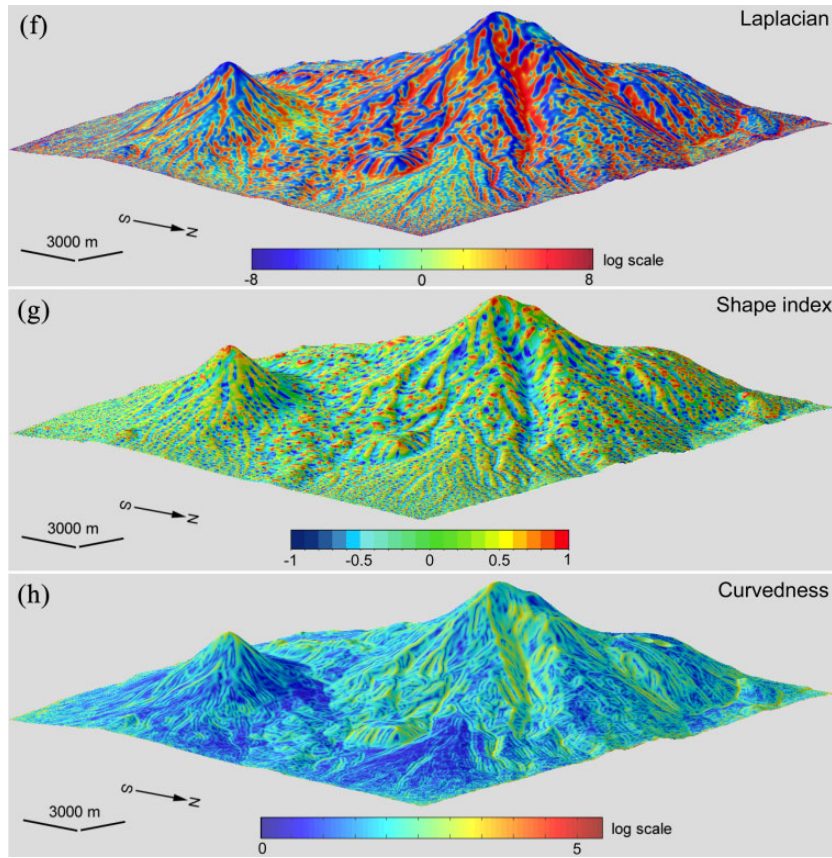 (f) Laplacian
S N
3000 m
log scale
-8 0 8
(g) Shape index
S N
3000 m
-1 -0.5 0 0.5 1
(h) Curvedness
S N
3000 m
log scale
0 5